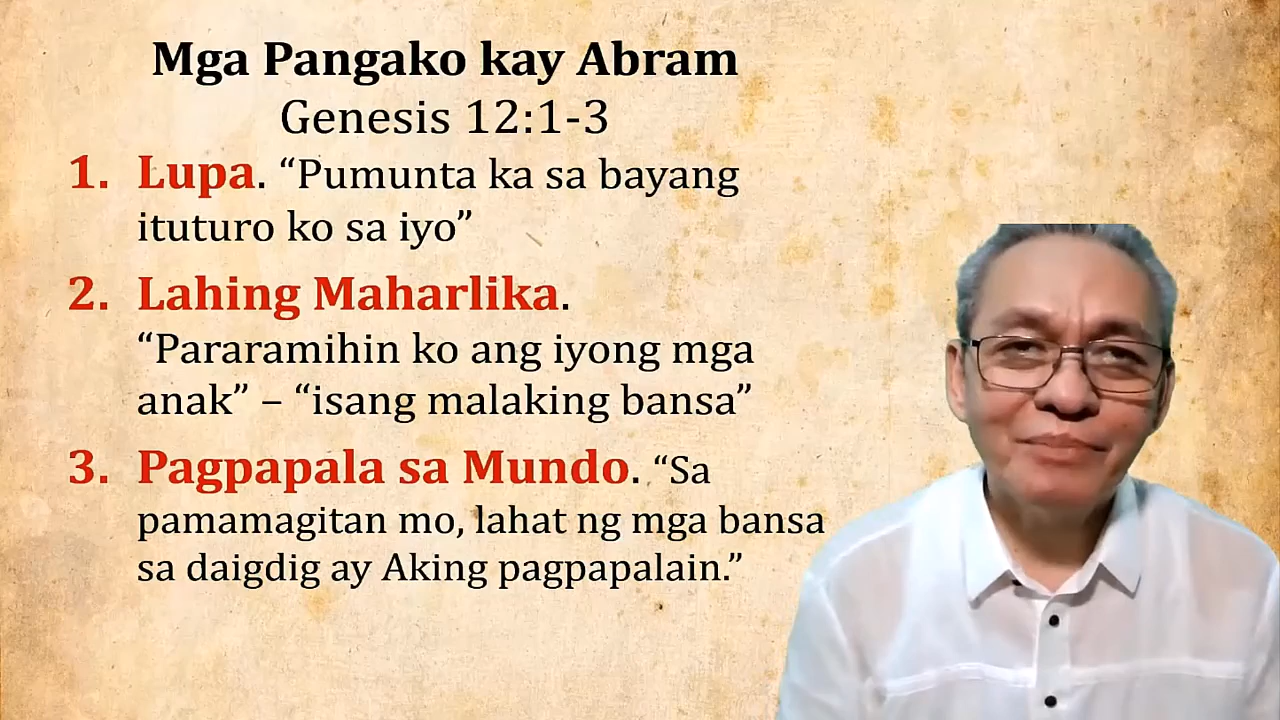 Mga Pangako kay Abram
Genesis 12:1-3
1. Lupa. “Pumunta ka sa bayang
ituturo ko sa iyo”
2. Lahing Maharlika.
“Pararamihin ko ang iyong mga
anak” – “isang malaking bansa”
3. Pagpapala sa Mundo. “Sa
pamamagitan mo, lahat ng mga bansa
sa daigdig ay Aking pagpapalain.”